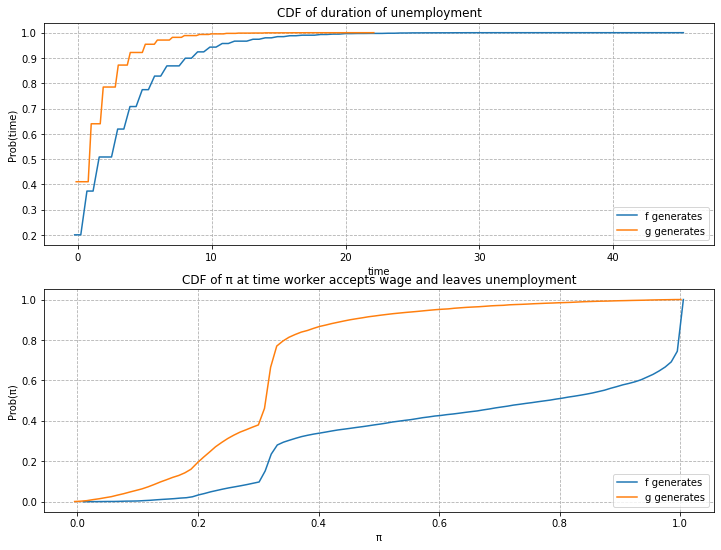 CDF of duration of unemployment
1.0
0.9
0.8
0.7
0.6
0.5
0.4
0.3
0.2
Prob(time)
f generates
g generates
0 10 20 30 40
time
CDF of π at time worker accepts wage and leaves unemployment
1.0
0.8
0.6
0.4
0.2
0.0
Prob(π)
f generates
g generates
0.0 0.2 0.4 0.6 0.8 1.0
π